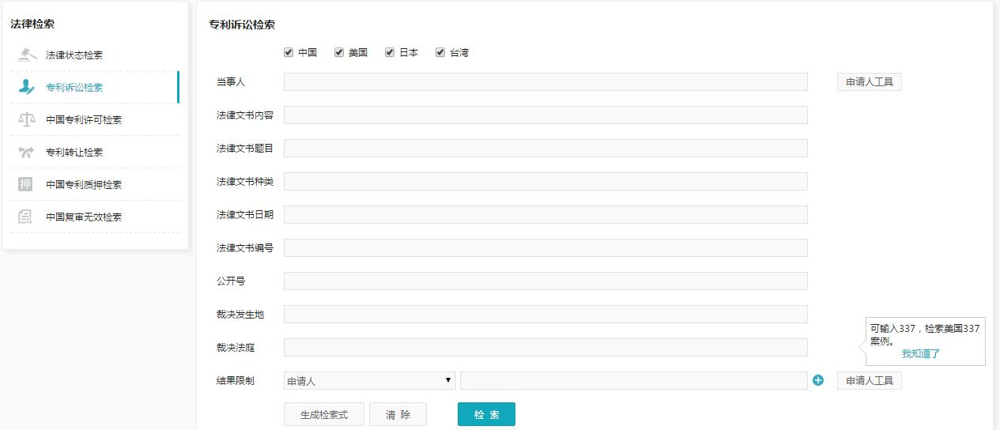 法律检索
法律状态检索
专利诉讼检索
中国专利许可检索
专利转让检索
押 中国专利质押检索
中国复审无效检索
专利诉讼检索
中国 美国 日本 台湾
当事人 申请人工具
法律文书内容
法律文书题目
法律文书种类
法律文书日期
法律文书编号
公开号
裁决发生地
裁决法庭
可输入337，检索美国337
案例。
我知道了
结果限制 申请人 申请人工具
生成检索式 清 除 检 索